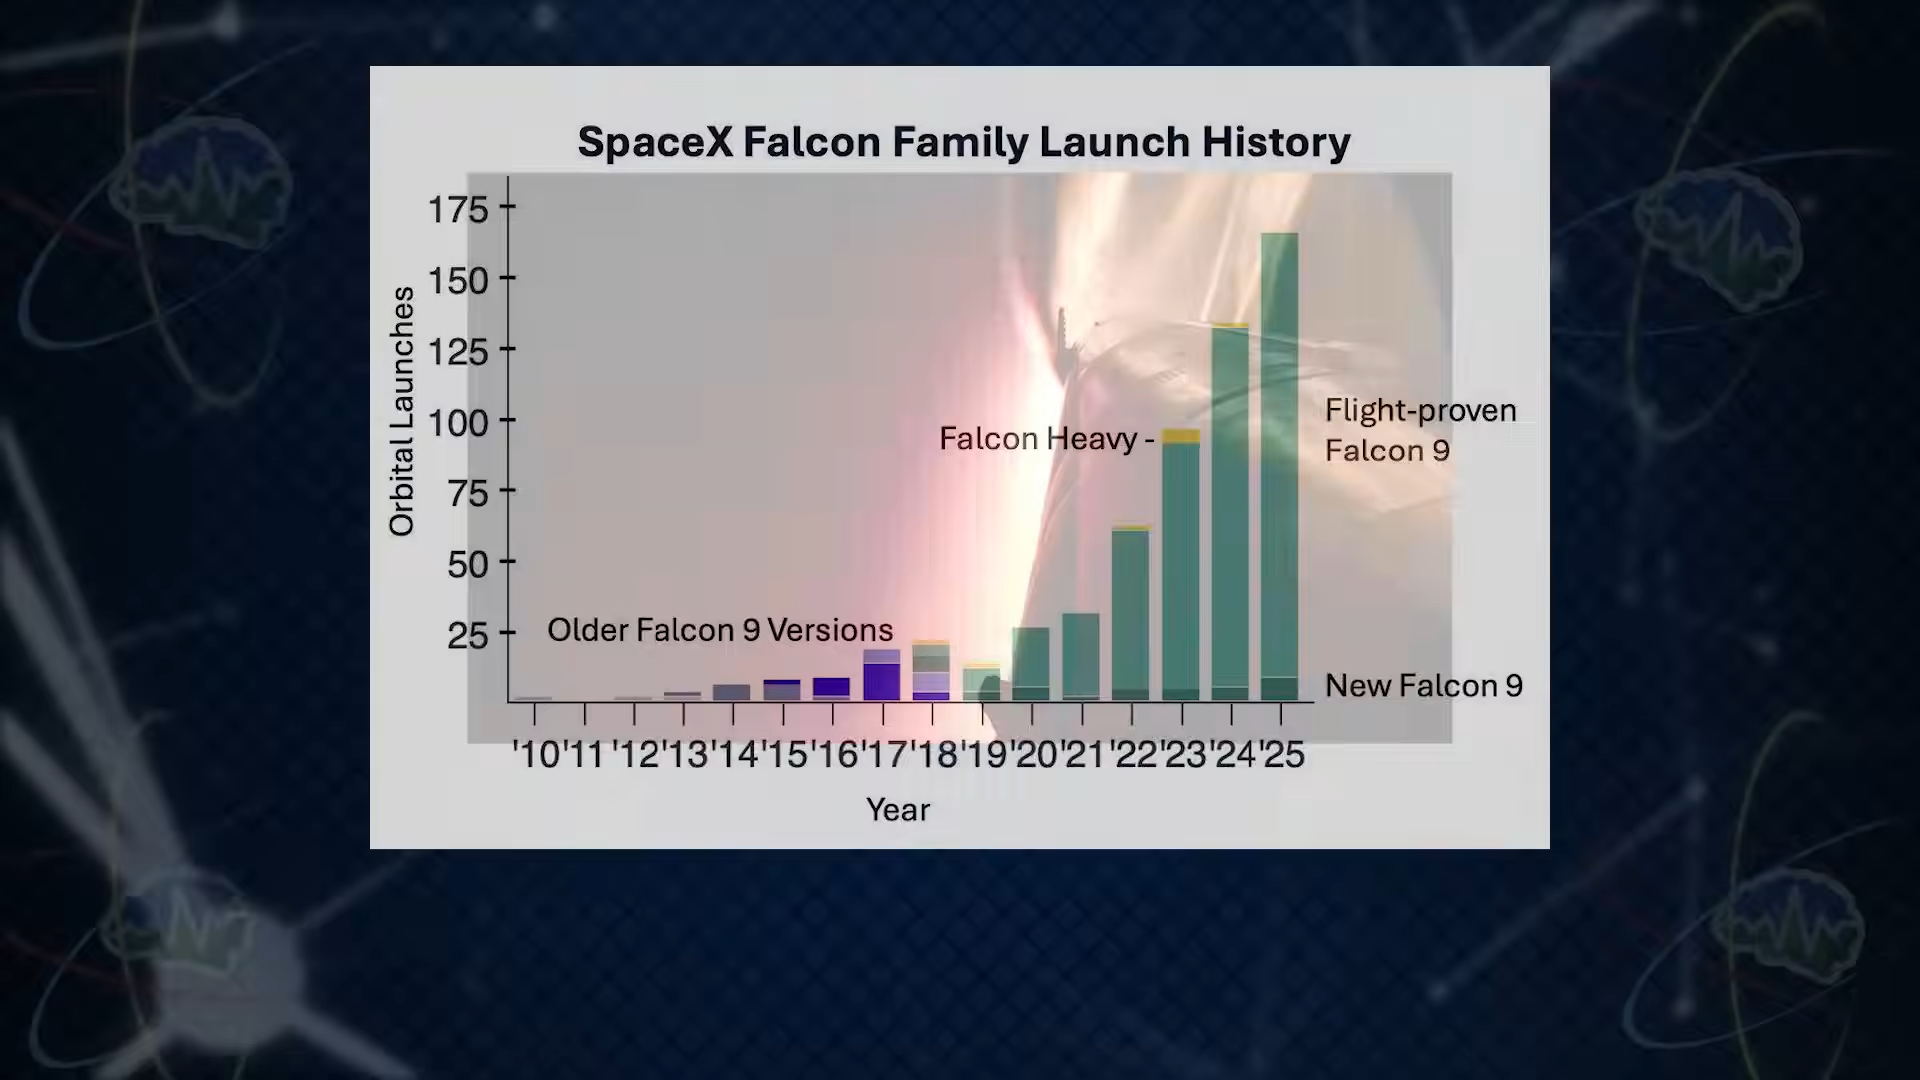 SpaceX Falcon Family Launch History
175
150
125
100
75
50
25
Orbital Launches
Falcon Heavy -
Flight-proven
Falcon 9
Older Falcon 9 Versions
New Falcon 9
'10 '11 '12 '13 '14 '15 '16 '17 '18 '19 '20 '21 '22 '23 '24 '25
Year